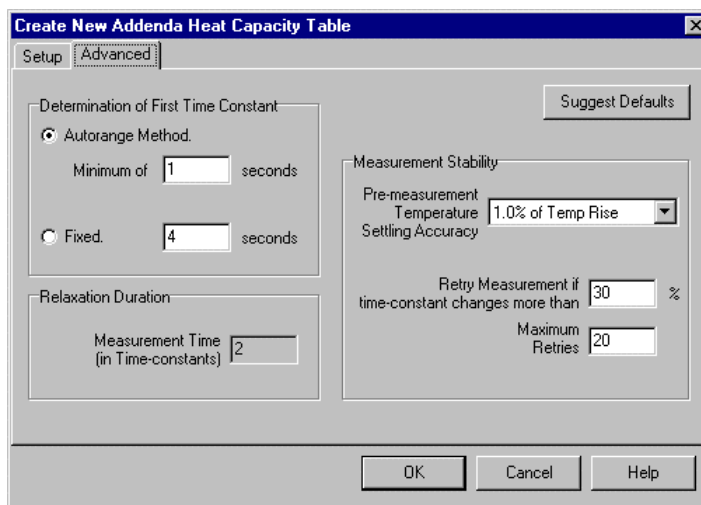 Create New Addenda Heat Capacity Table
Setup
Advanced
Determination of First Time Constant
Autorange Method.
Minimum of 1 seconds
Fixed. 4 seconds
Relaxation Duration
Measurement Time
(in Time-constants) 2
Suggest Defaults
Measurement Stability
Pre-measurement
Temperature
Settling Accuracy
1.0% of Temp Rise
Retry Measurement if
time-constant changes more than 30 %
Maximum
Retries 20
OK
Cancel
Help